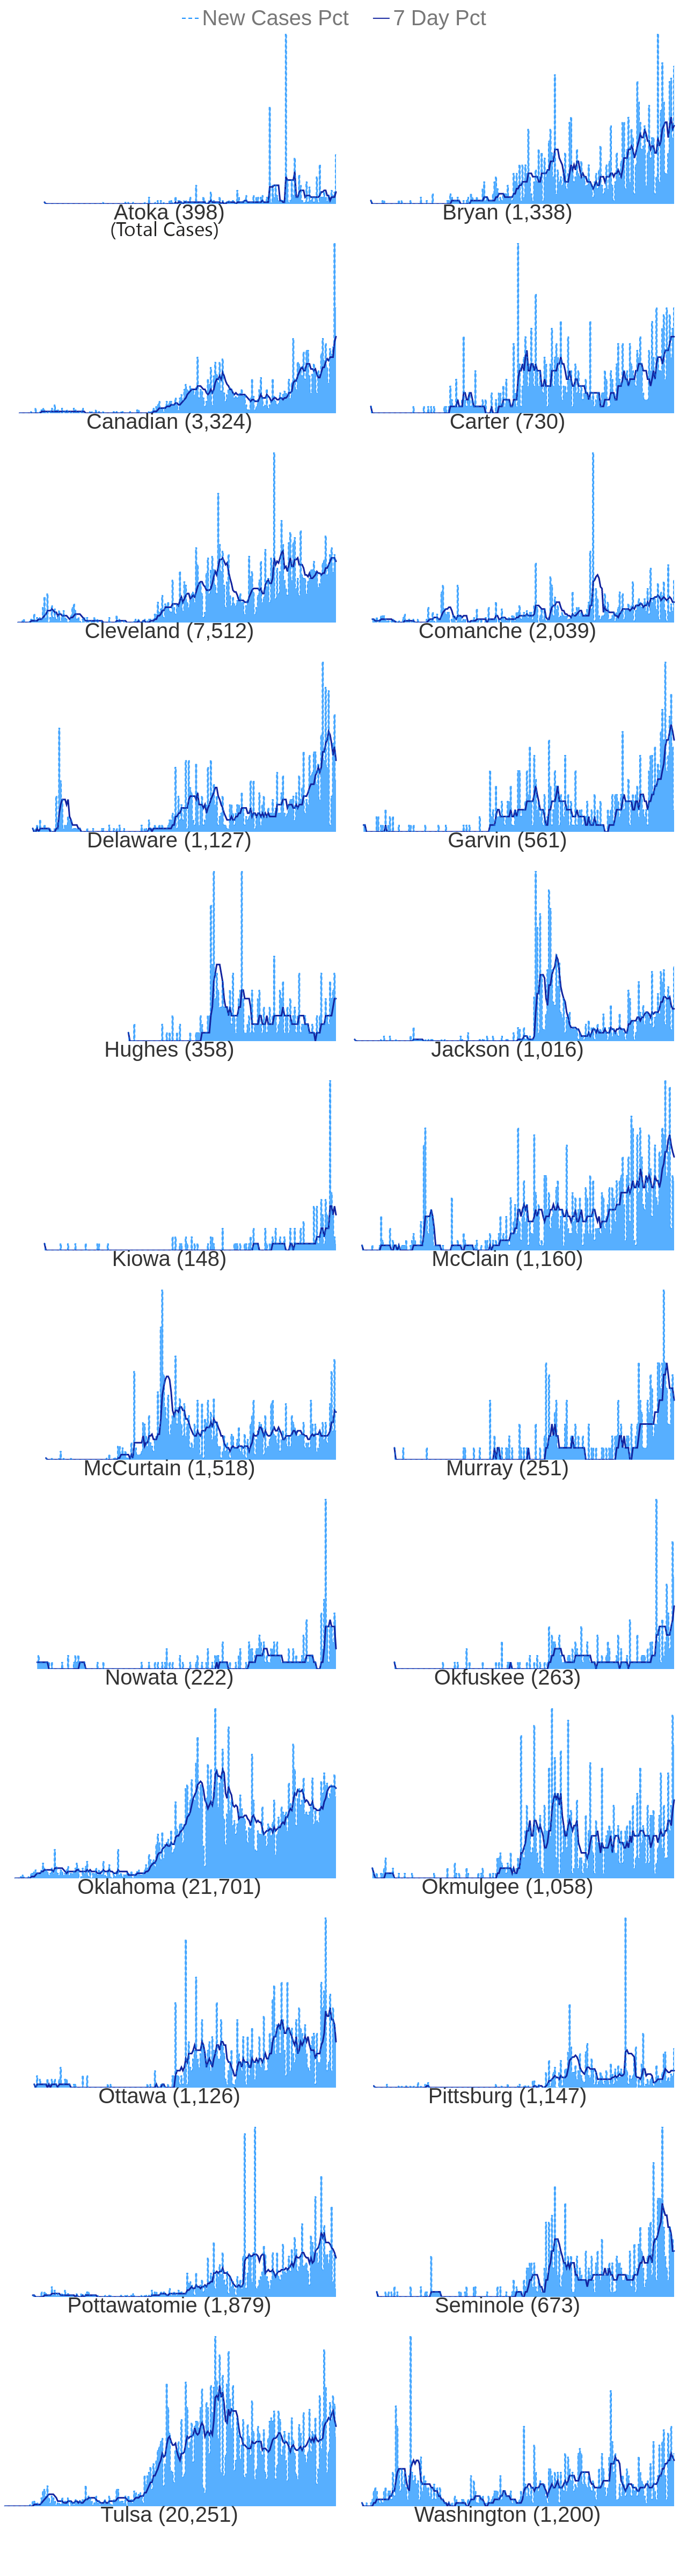 New Cases Pct 7 Day Pct
Atoka (398) Bryan (1,338)
(Total Cases)
Canadian (3,324) Carter (730)
Cleveland (7,512) Comanche (2,039)
Delaware (1,127) Garvin (561)
Hughes (358) Jackson (1,016)
Kiowa (148) McClain (1,160)
McCurtain (1,518) Murray (251)
Nowata (222) Okfuskee (263)
Oklahoma (21,701) Okmulgee (1,058)
Ottawa (1,126) Pittsburg (1,147)
Pottawatomie (1,879) Seminole (673)
Tulsa (20,251) Washington (1,200)